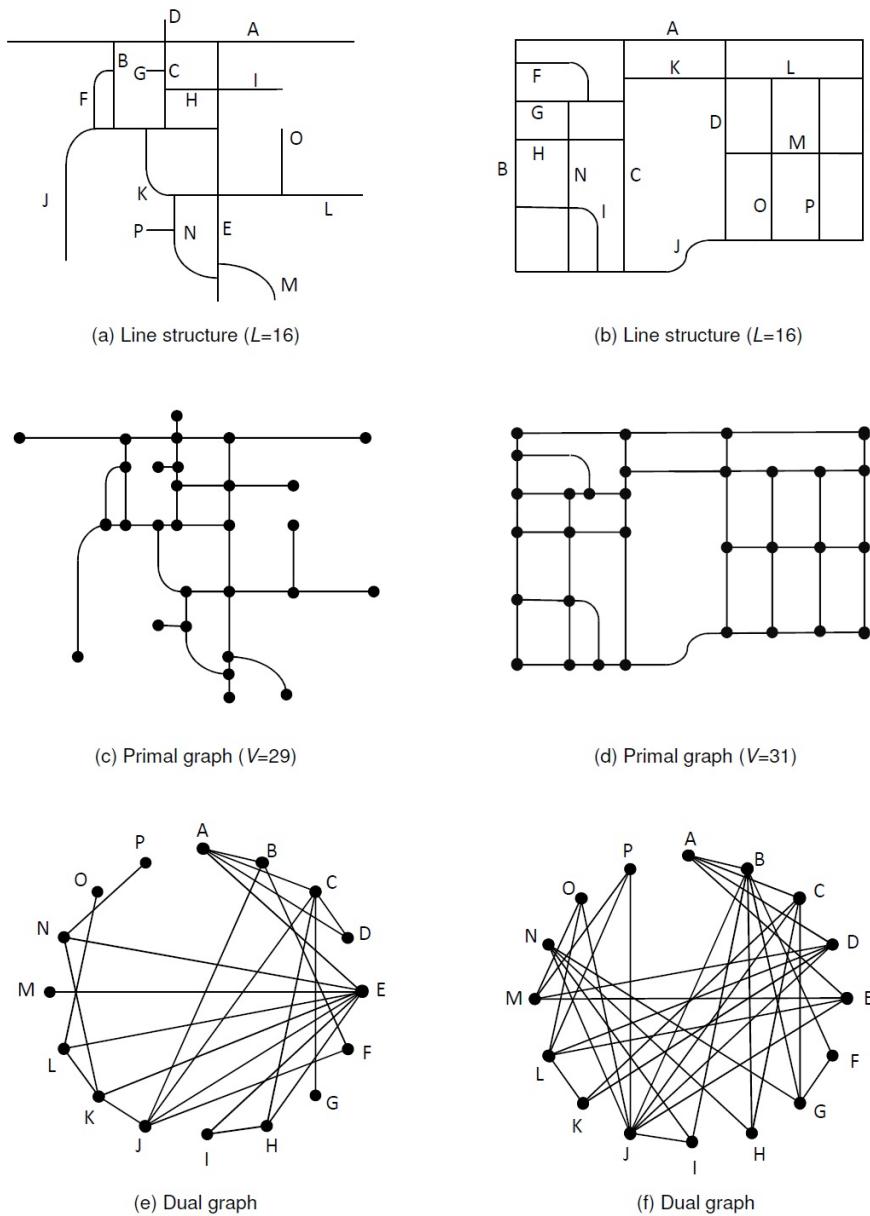 D
A
B
G
C
F
H
I
O
J
K
L
P
N
E
M
(a) Line structure (L=16)
A
F
K
L
G
D
H
M
B
N
C
I
O
P
J
(b) Line structure (L=16)
(c) Primal graph (V=29)
(d) Primal graph (V=31)
A
P
B
O
C
N
D
M
E
L
F
K
G
J
H
I
(e) Dual graph
A
P
B
O
C
N
D
M
E
L
F
K
G
J
H
I
(f) Dual graph